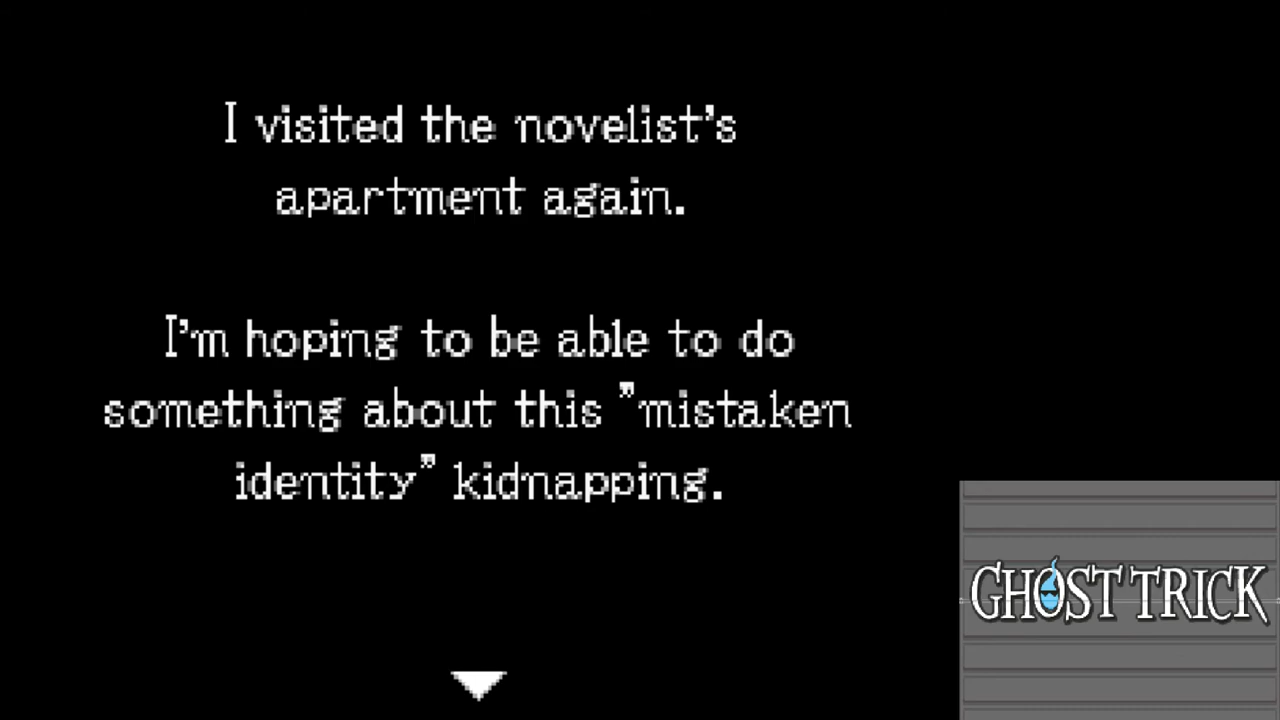 I visited the novelist's
apartment again.
I'm hoping to be able to do
something about this "mistaken
identity" kidnapping.
GHOST TRICK